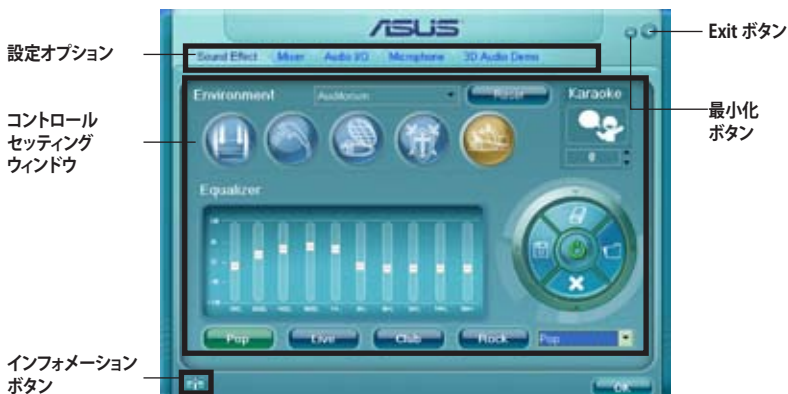 ASUS
Exit ボタン
設定オプション
Sound Effect Mixer Audio I/O Microphone 3D Audio Demo
最小化
ボタン
コントロール
セッティング
ウィンドウ
Environment Auditorium Reset Karaoke
0
Equalizer
Pop Live Club Rock Pop
インフォメーション
ボタン
OK